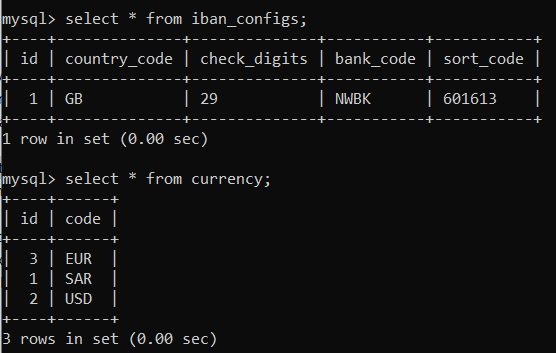 mysql> select * from iban_configs;
+----+--------------+--------------+-----------+-----------+
| id | country_code | check_digits | bank_code | sort_code |
+----+--------------+--------------+-----------+-----------+
|  1 | GB           | 29           | NWBK      | 601613    |
+----+--------------+--------------+-----------+-----------+
1 row in set (0.00 sec)
mysql> select * from currency;
+----+------+
| id | code |
+----+------+
|  3 | EUR  |
|  1 | SAR  |
|  2 | USD  |
+----+------+
3 rows in set (0.00 sec)